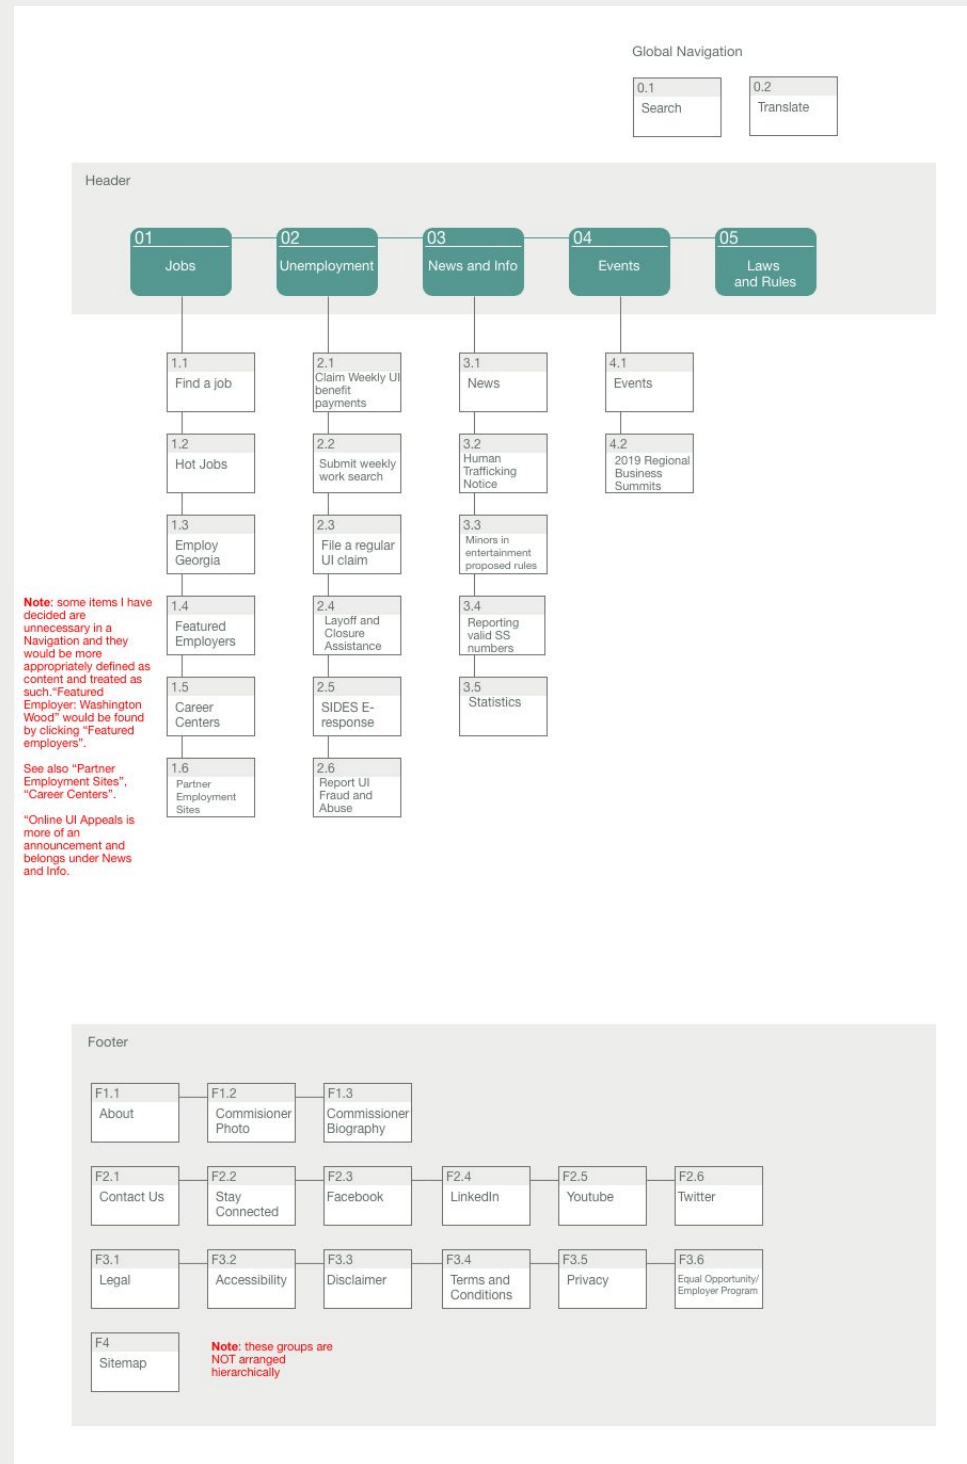 Global Navigation
0.1
Search
0.2
Translate
Header
01
Jobs
02
Unemployment
03
News and Info
04
Events
05
Laws
and Rules
1.1
Find a job
1.2
Hot Jobs
1.3
Employ
Georgia
1.4
Featured
Employers
1.5
Career
Centers
1.6
Partner
Employment
Sites
2.1
Claim Weekly UI
benefit
payments
2.2
Submit weekly
work search
2.3
File a regular
UI claim
2.4
Layoff and
Closure
Assistance
2.5
SIDES E-
response
2.6
Report UI
Fraud and
Abuse
3.1
News
3.2
Human
Trafficking
Notice
3.3
Minors in
entertainment
proposed rules
3.4
Reporting
valid SS
numbers
3.5
Statistics
4.1
Events
4.2
2019 Regional
Business
Summits
Note: some items I have
decided are
unnecessary in a
Navigation and they
would be more
appropriately defined as
content and treated as
such.“Featured
Employer: Washington
Wood” would be found
by clicking “Featured
employers”.
See also “Partner
Employment Sites”,
“Career Centers”.
“Online UI Appeals is
more of an
announcement and
belongs under News
and Info.
Footer
F1.1
About
F1.2
Commisioner
Photo
F1.3
Commissioner
Biography
F2.1
Contact Us
F2.2
Stay
Connected
F2.3
Facebook
F2.4
LinkedIn
F2.5
Youtube
F2.6
Twitter
F3.1
Legal
F3.2
Accessibility
F3.3
Disclaimer
F3.4
Terms and
Conditions
F3.5
Privacy
F3.6
Equal Opportunity/
Employer Program
F4
Sitemap
Note: these groups are
NOT arranged
hierarchically